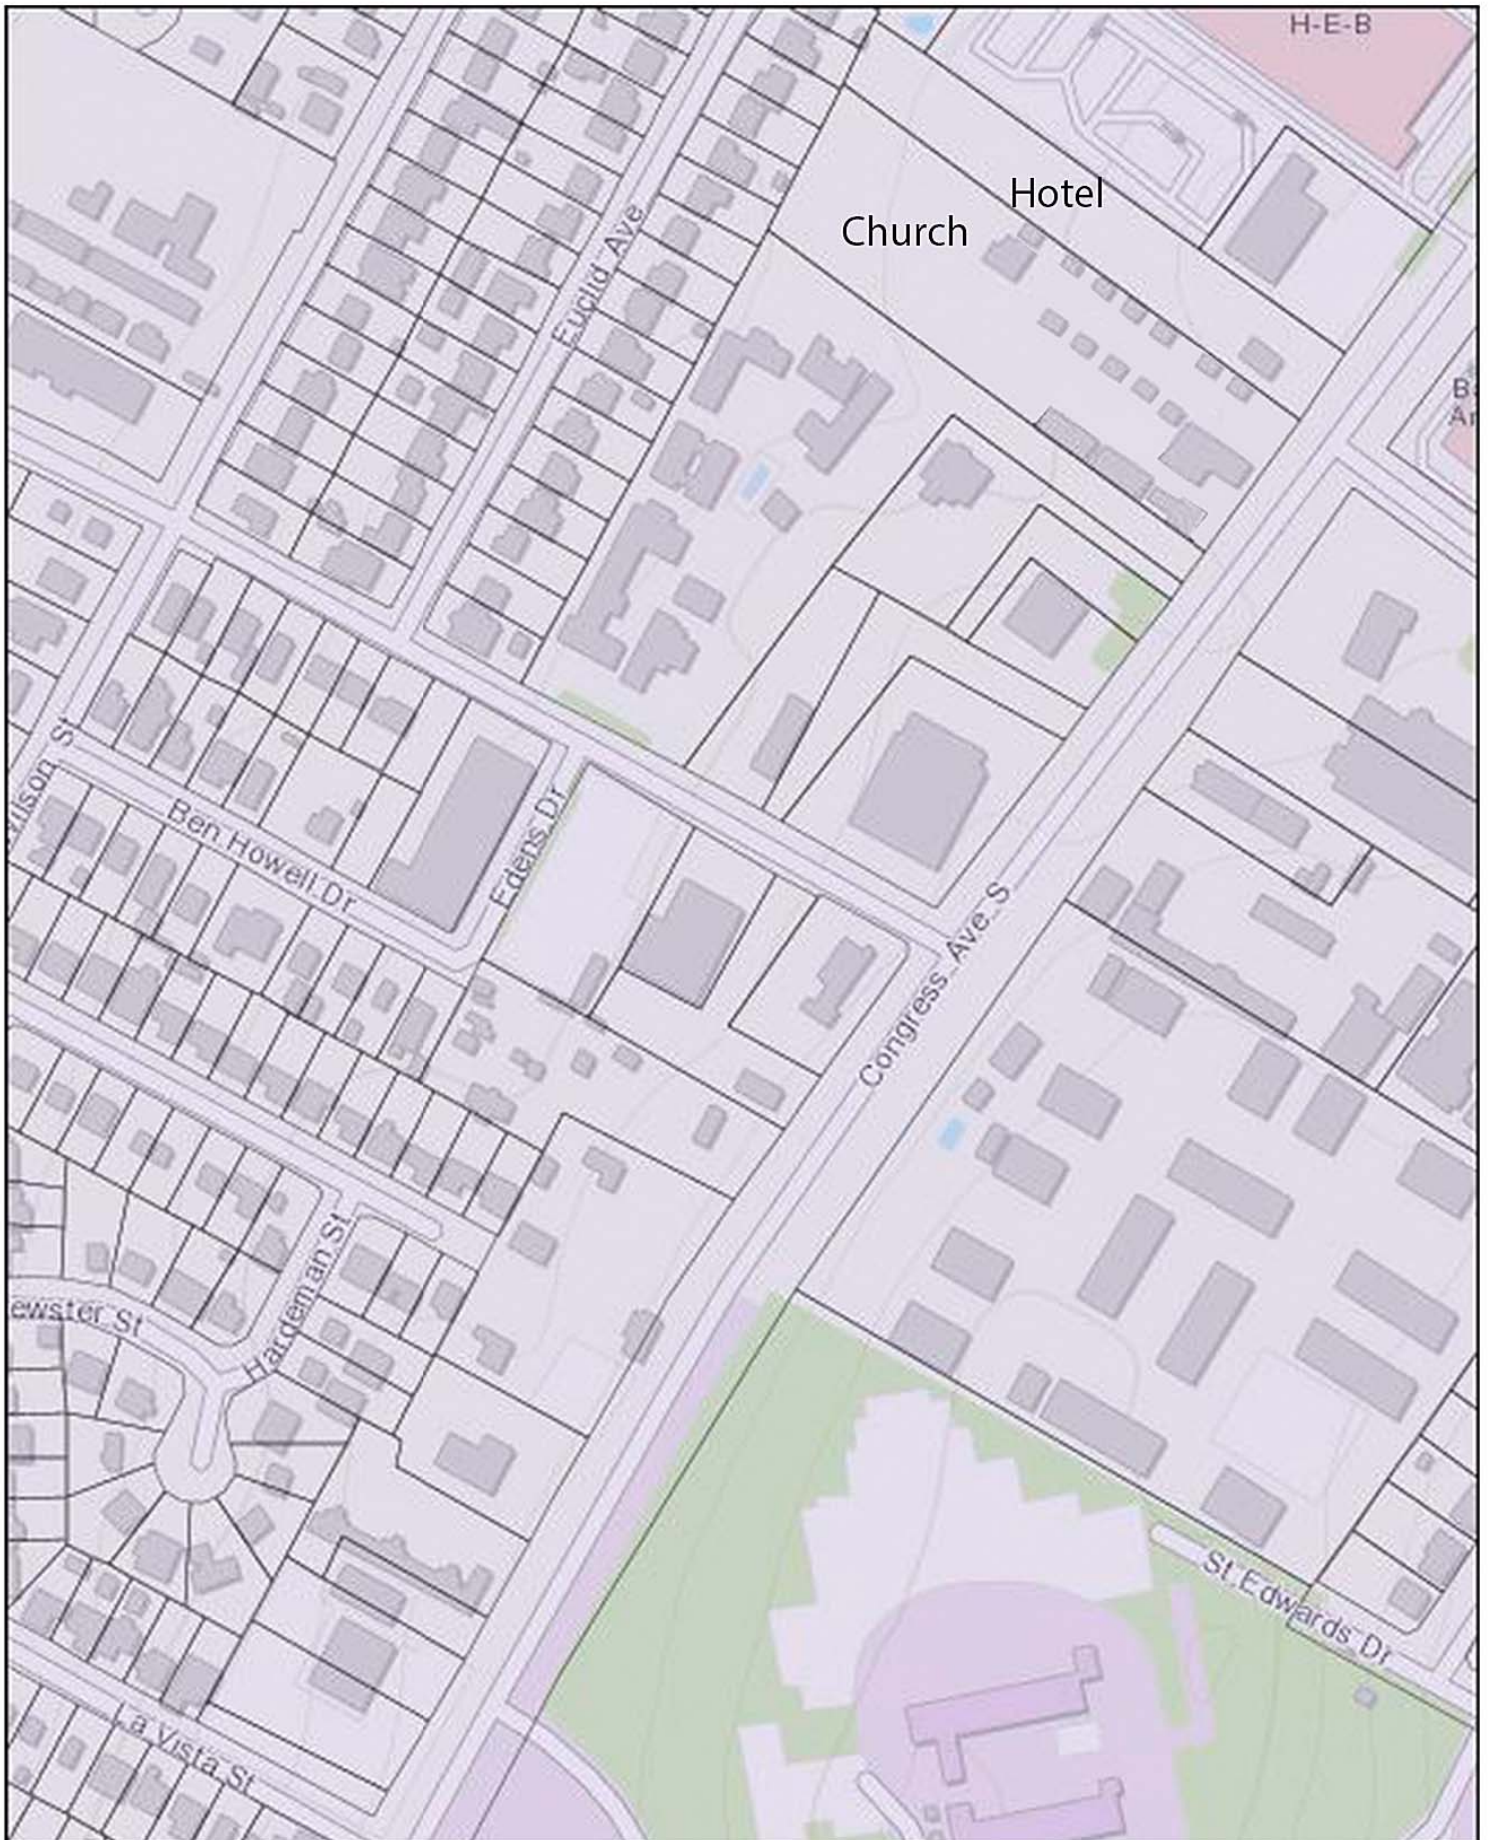 H-E-B
Hotel
Church
Euclid Ave
St
Ben Howell Dr
Edens Dr
Congress Ave S
Hardeman St
St Edwards Dr
La Vista St